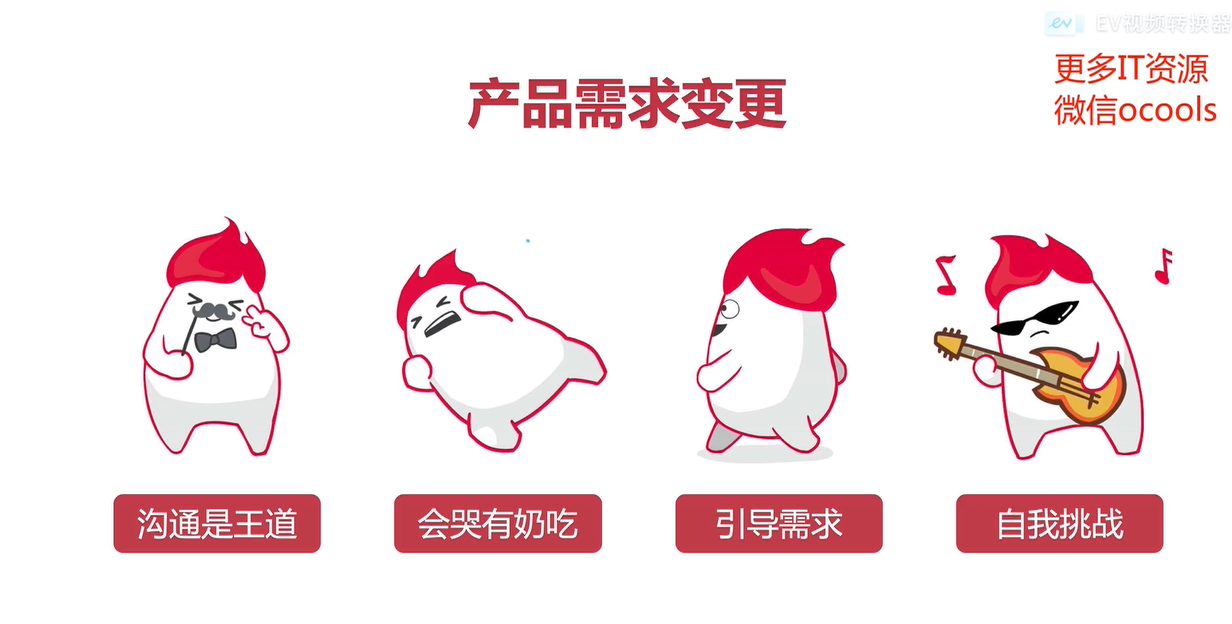 EV视频转换器
更多IT资源
微信ocools
产品需求变更
沟通是王道
会哭有奶吃
引导需求
自我挑战